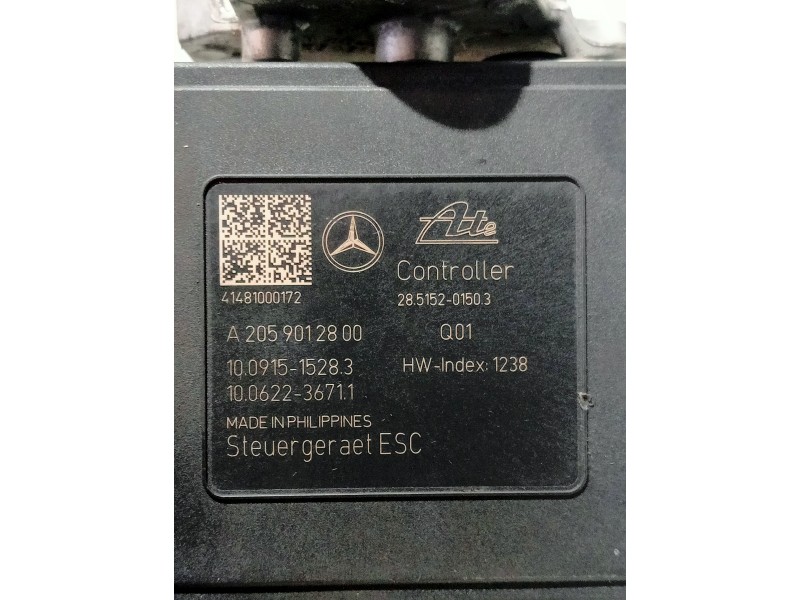 Ate
Controller
41481000172
28.5152-0150.3
A 205 901 28 00
Q01
10.0915-1528.3
HW-Index: 1238
10.0622-3671.1
MADE IN PHILIPPINES
Steuergeraet ESC